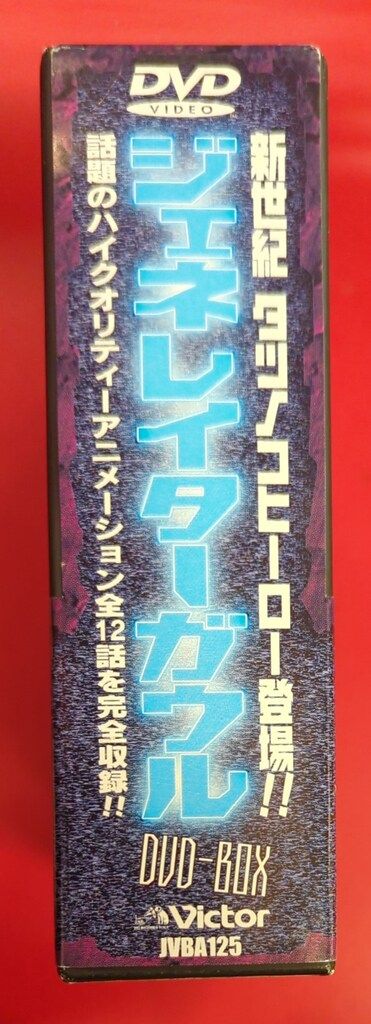 DVD
VIDEO
新世紀 タツノコヒーロー登場!!
ジェネレイターガウル
話題のハイクオリティーアニメーション全12話を完全収録!!
DVD-BOX
Victor
JVBA125